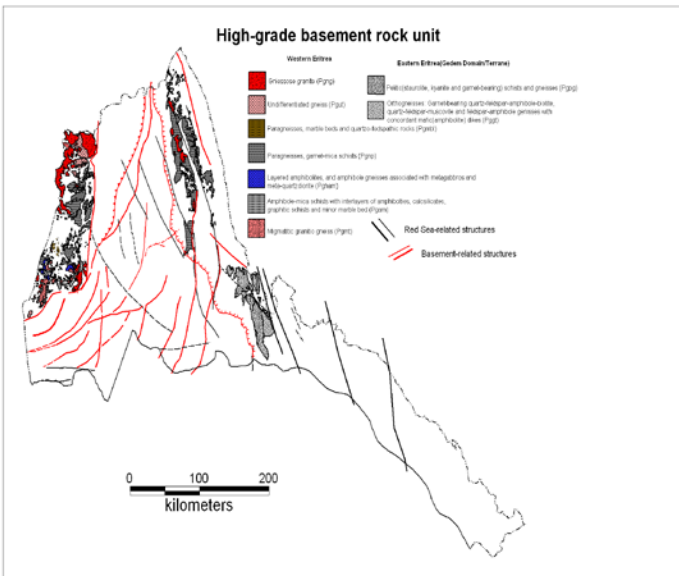 High-grade basement rock unit
Western Eritrea
Gneissose granite (Pgng)
Undifferentiated gneiss (Pgut)
Paragneisses, marble beds and quartzo-feldspathic rocks
Paragneisses, garnet-mica schists (Pgnp)
Layered amphibolites, and amphibole gneisses associated with metagabbros and
meta-quartzdiorite (Pgham)
Amphibole-mica schists with interlayers of amphibolites, calcsilicates,
graphitic schists and minor marble bed (Pgam)
Migmatitic granitic gneiss (Pgmt)
Eastern Eritrea(Gedem Domain/Terrane)
Pelitic(staurolite, kyanite and garnet-bearing) schists and gneisses (Pgpg)
Orthogneisses: Garnet-bearing quartz-feldspar-amphibole-biotite,
quartz-feldspar-muscovite and feldspar-amphibole gneisses with
concordant mafic(amphibolite) dikes (Pggt)
Red Sea-related structures
Basement-related structures
0 100 200
kilometers